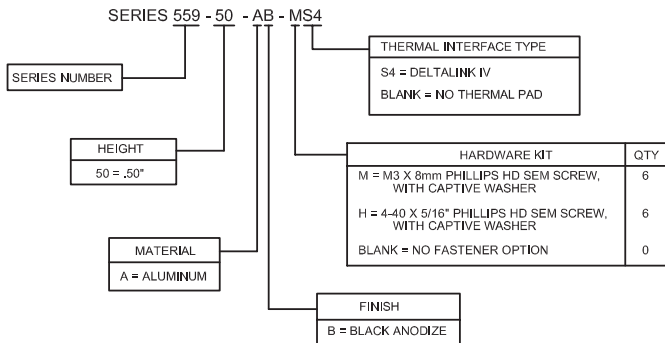 SERIES 559 - 50 - AB - MS4
THERMAL INTERFACE TYPE
S4 = DELTALINK IV
BLANK = NO THERMAL PAD
SERIES NUMBER
HEIGHT
50 = .50"
HARDWARE KIT QTY
M = M3 X 8mm PHILLIPS HD SEM SCREW, 6
WITH CAPTIVE WASHER
H = 4-40 X 5/16" PHILLIPS HD SEM SCREW, 6
WITH CAPTIVE WASHER
BLANK = NO FASTENER OPTION 0
MATERIAL
A = ALUMINUM
FINISH
B = BLACK ANODIZE